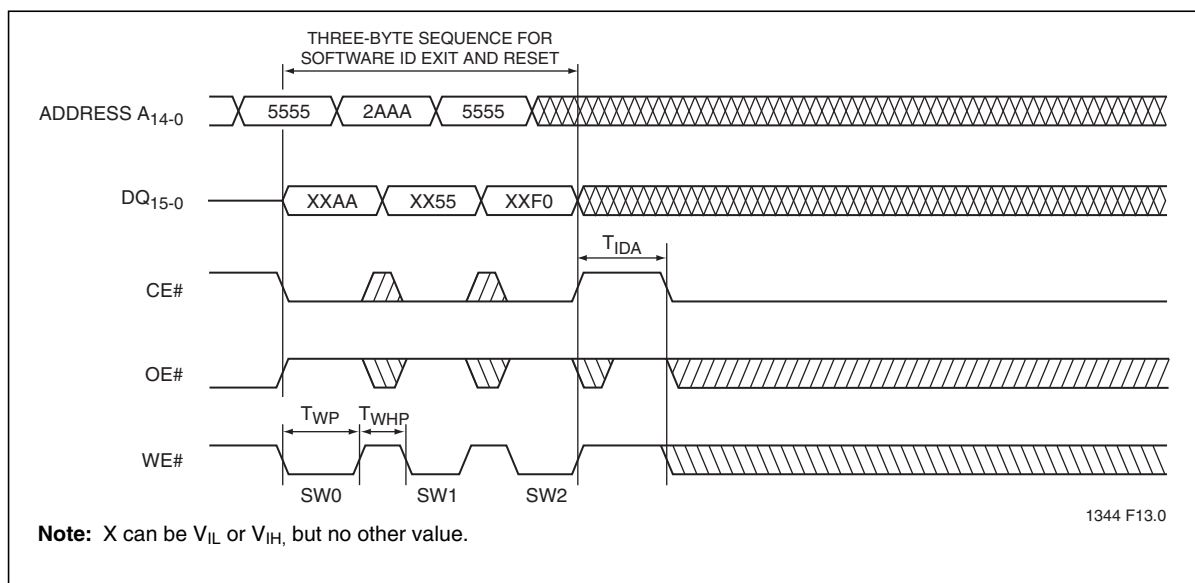 THREE-BYTE SEQUENCE FOR
SOFTWARE ID EXIT AND RESET
ADDRESS A14-0
5555 2AAA 5555
DQ15-0
XXAA XX55 XXF0
TIDA
CE#
OE#
TWP TWHP
WE#
SW0 SW1 SW2
1344 F13.0
Note: X can be VIL or VIH, but no other value.